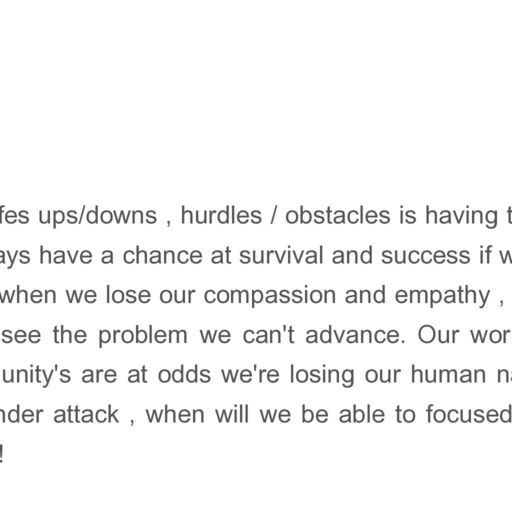 fes ups/downs , hurdles / obstacles is having t
ays have a chance at survival and success if w
when we lose our compassion and empathy ,
see the problem we can't advance. Our wor
unity's are at odds we're losing our human na
nder attack , when will we be able to focused
!